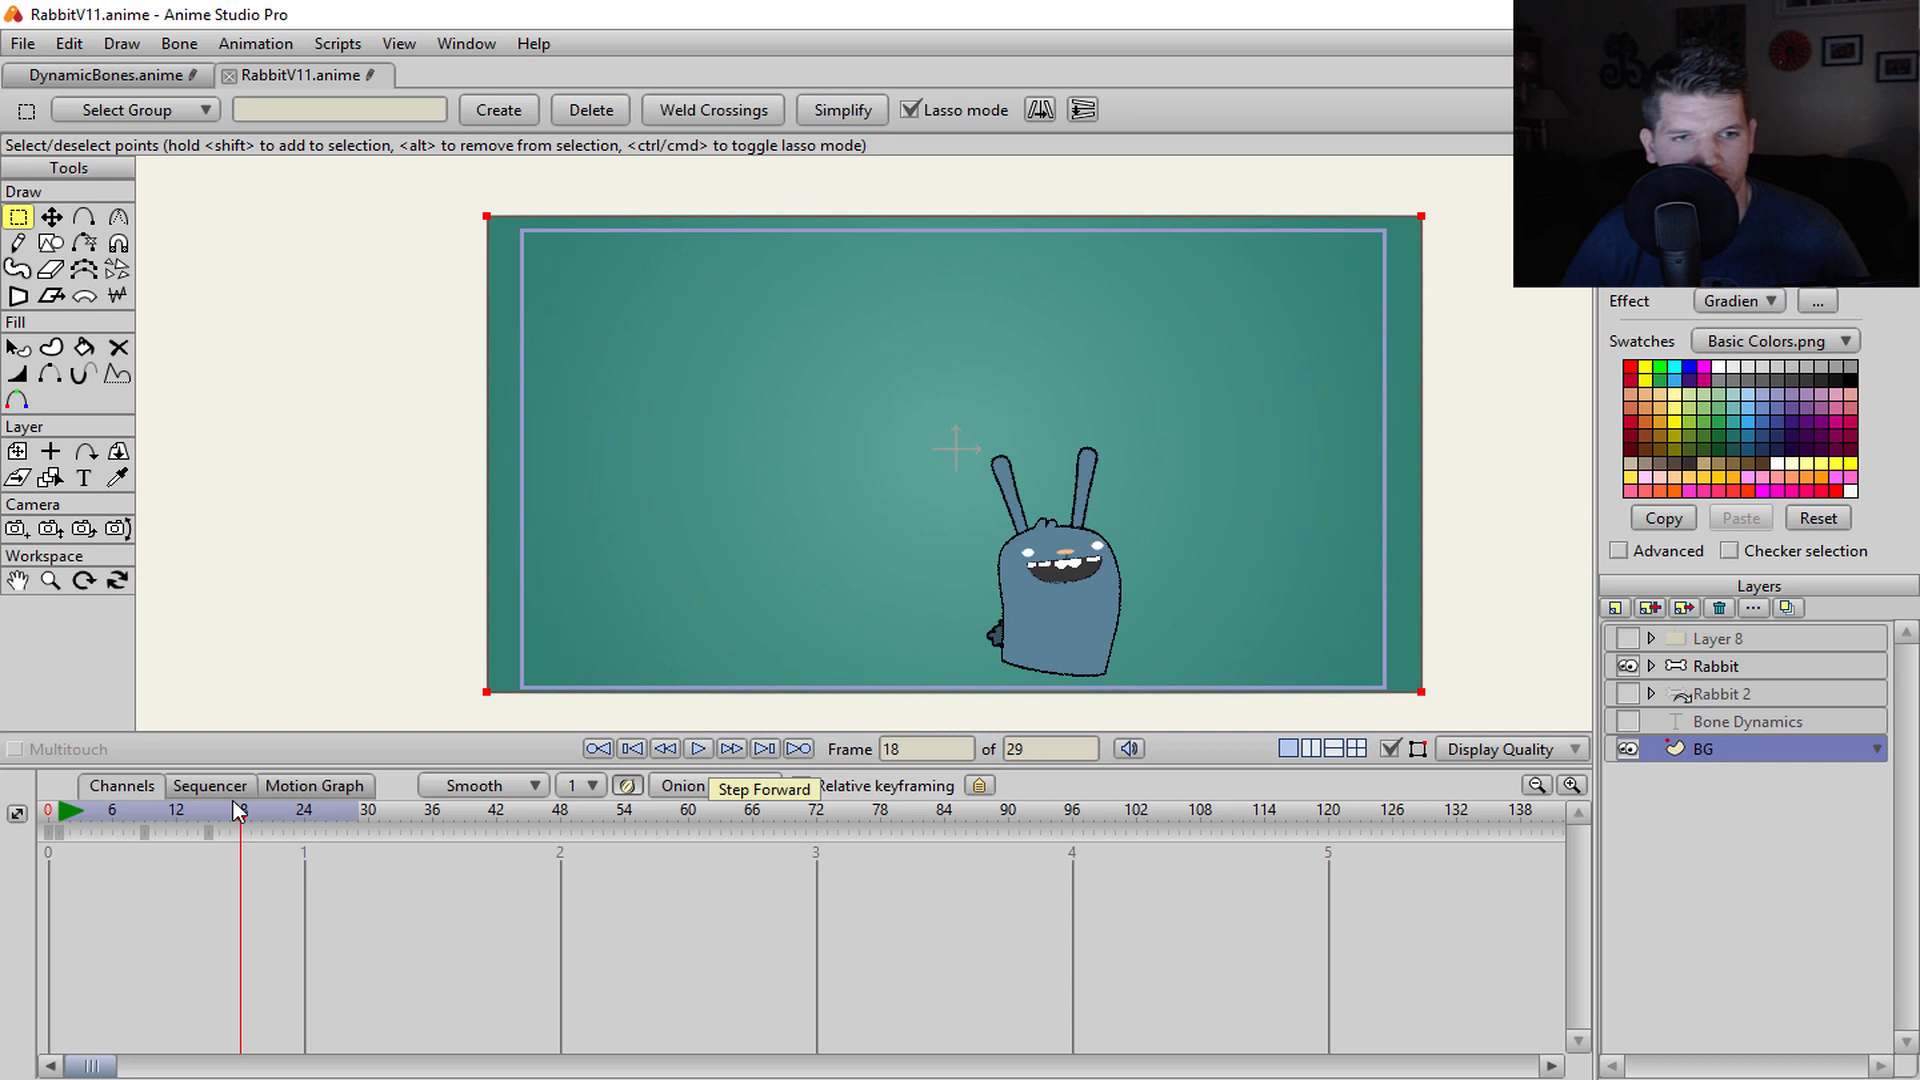 RabbitV11.anime - Anime Studio Pro
File Edit Draw Bone Animation Scripts View Window Help
DynamicBones.anime RabbitV11.anime
Select Group Create Delete Weld Crossings Simplify Lasso mode
Select/deselect points (hold <shift> to add to selection, <alt> to remove from selection, <ctrl/cmd> to toggle lasso mode)
Tools
Draw
Fill
Layer
T
Camera
Workspace
Effect Gradien ...
Swatches Basic Colors.png
Copy Paste Reset
Advanced Checker selection
Layers
Layer 8
Rabbit
Rabbit 2
Bone Dynamics
BG
Multitouch Frame 18 of 29 Display Quality
Channels Sequencer Motion Graph Smooth 1 Onion Step Forward Relative keyframing
0 6 12 24 30 36 42 48 54 60 66 72 78 84 90 96 102 108 114 120 126 132 138
0 1 2 3 4 5